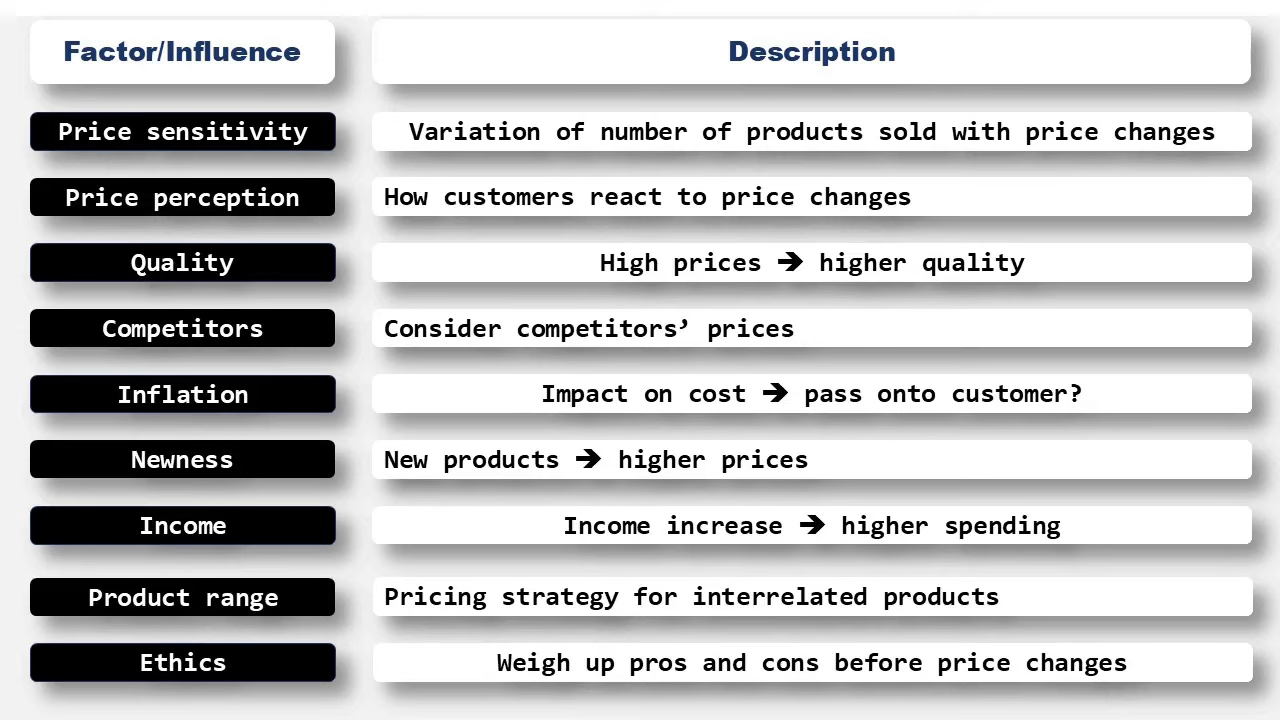 Factor/Influence Description
Price sensitivity Variation of number of products sold with price changes
Price perception How customers react to price changes
Quality High prices ➔ higher quality
Competitors Consider competitors’ prices
Inflation Impact on cost ➔ pass onto customer?
Newness New products ➔ higher prices
Income Income increase ➔ higher spending
Product range Pricing strategy for interrelated products
Ethics Weigh up pros and cons before price changes